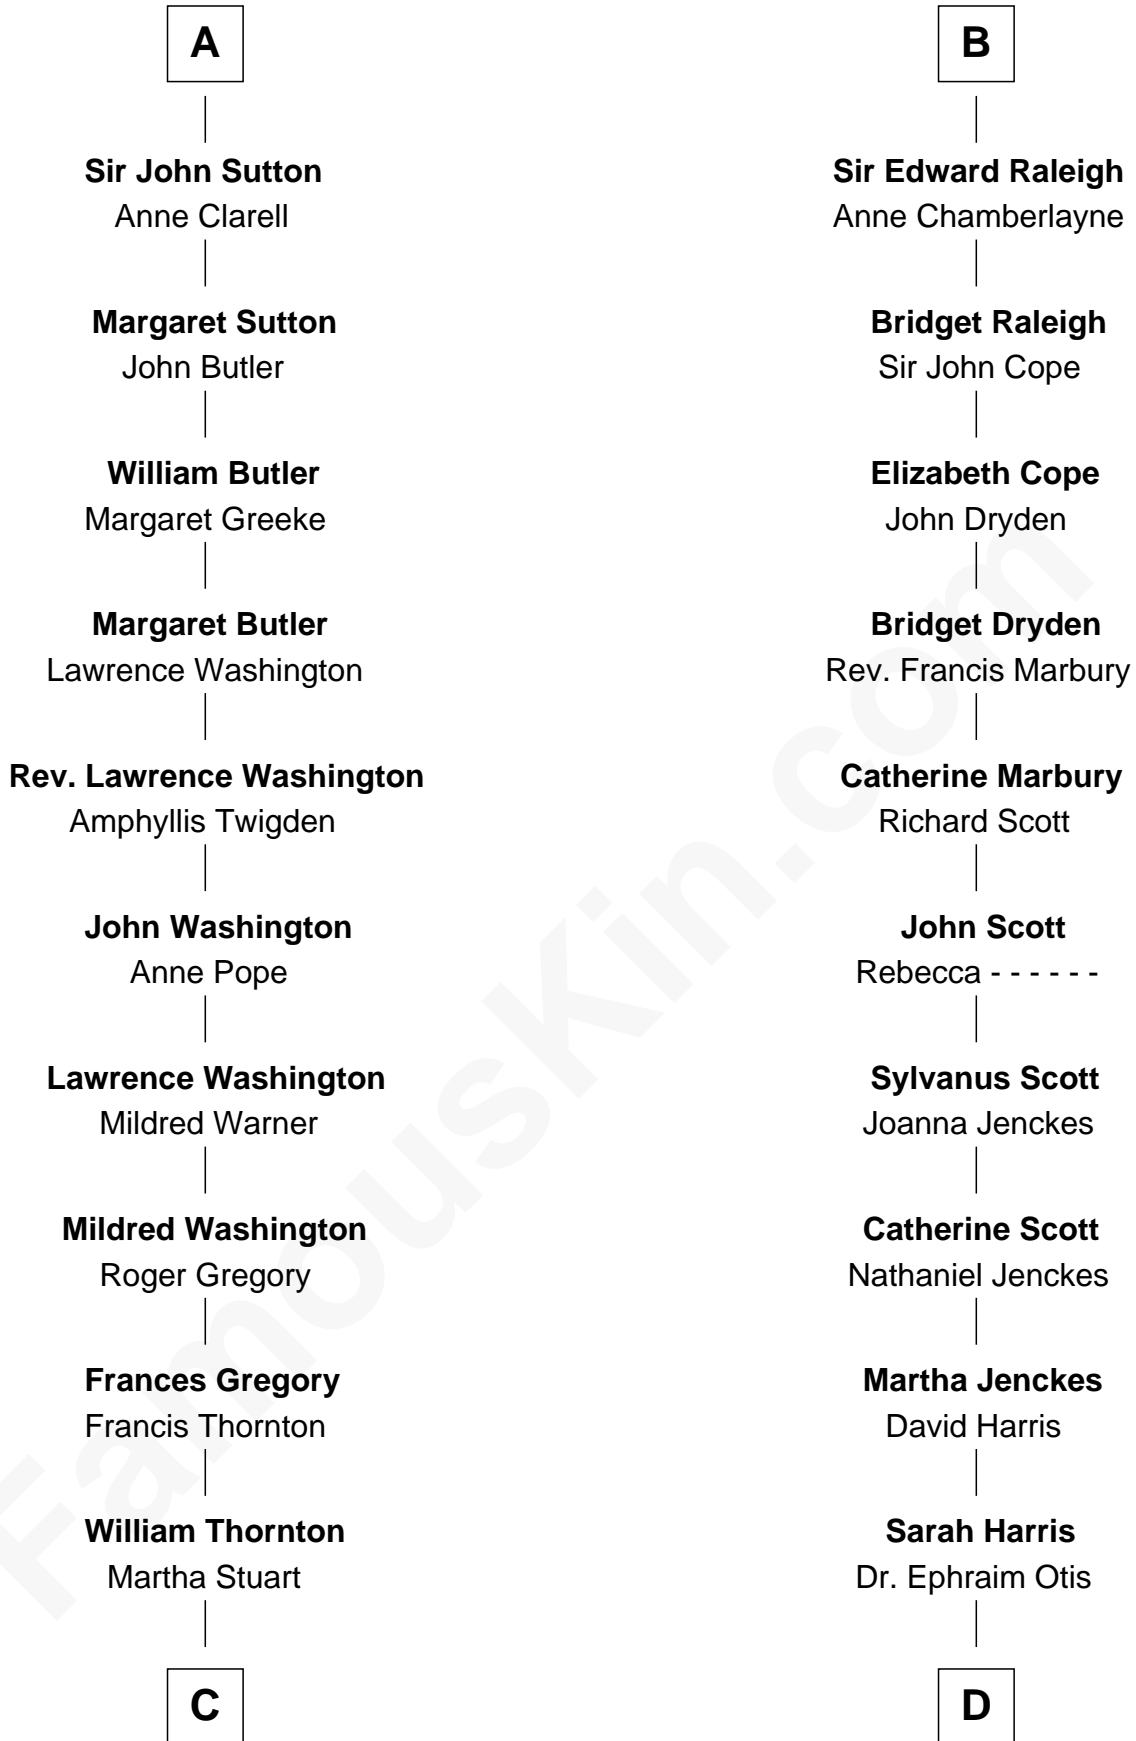 A
Sir John Sutton
Anne Clarell
Margaret Sutton
John Butler
William Butler
Margaret Greeke
Margaret Butler
Lawrence Washington
Rev. Lawrence Washington
Amphyllis Twigden
John Washington
Anne Pope
Lawrence Washington
Mildred Warner
Mildred Washington
Roger Gregory
Frances Gregory
Francis Thornton
William Thornton
Martha Stuart
C
B
Sir Edward Raleigh
Anne Chamberlayne
Bridget Raleigh
Sir John Cope
Elizabeth Cope
John Dryden
Bridget Dryden
Rev. Francis Marbury
Catherine Marbury
Richard Scott
John Scott
Rebecca - - - - - -
Sylvanus Scott
Joanna Jenckes
Catherine Scott
Nathaniel Jenckes
Martha Jenckes
David Harris
Sarah Harris
Dr. Ephraim Otis
D
FamousKin.com